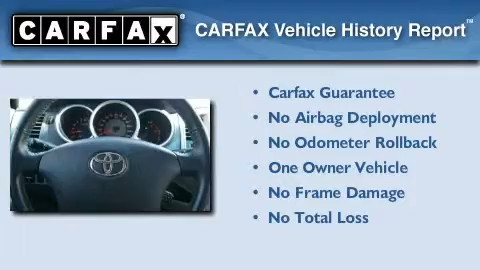 CARFAX® CARFAX Vehicle History Report™
• Carfax Guarantee
• No Airbag Deployment
• No Odometer Rollback
• One Owner Vehicle
• No Frame Damage
• No Total Loss